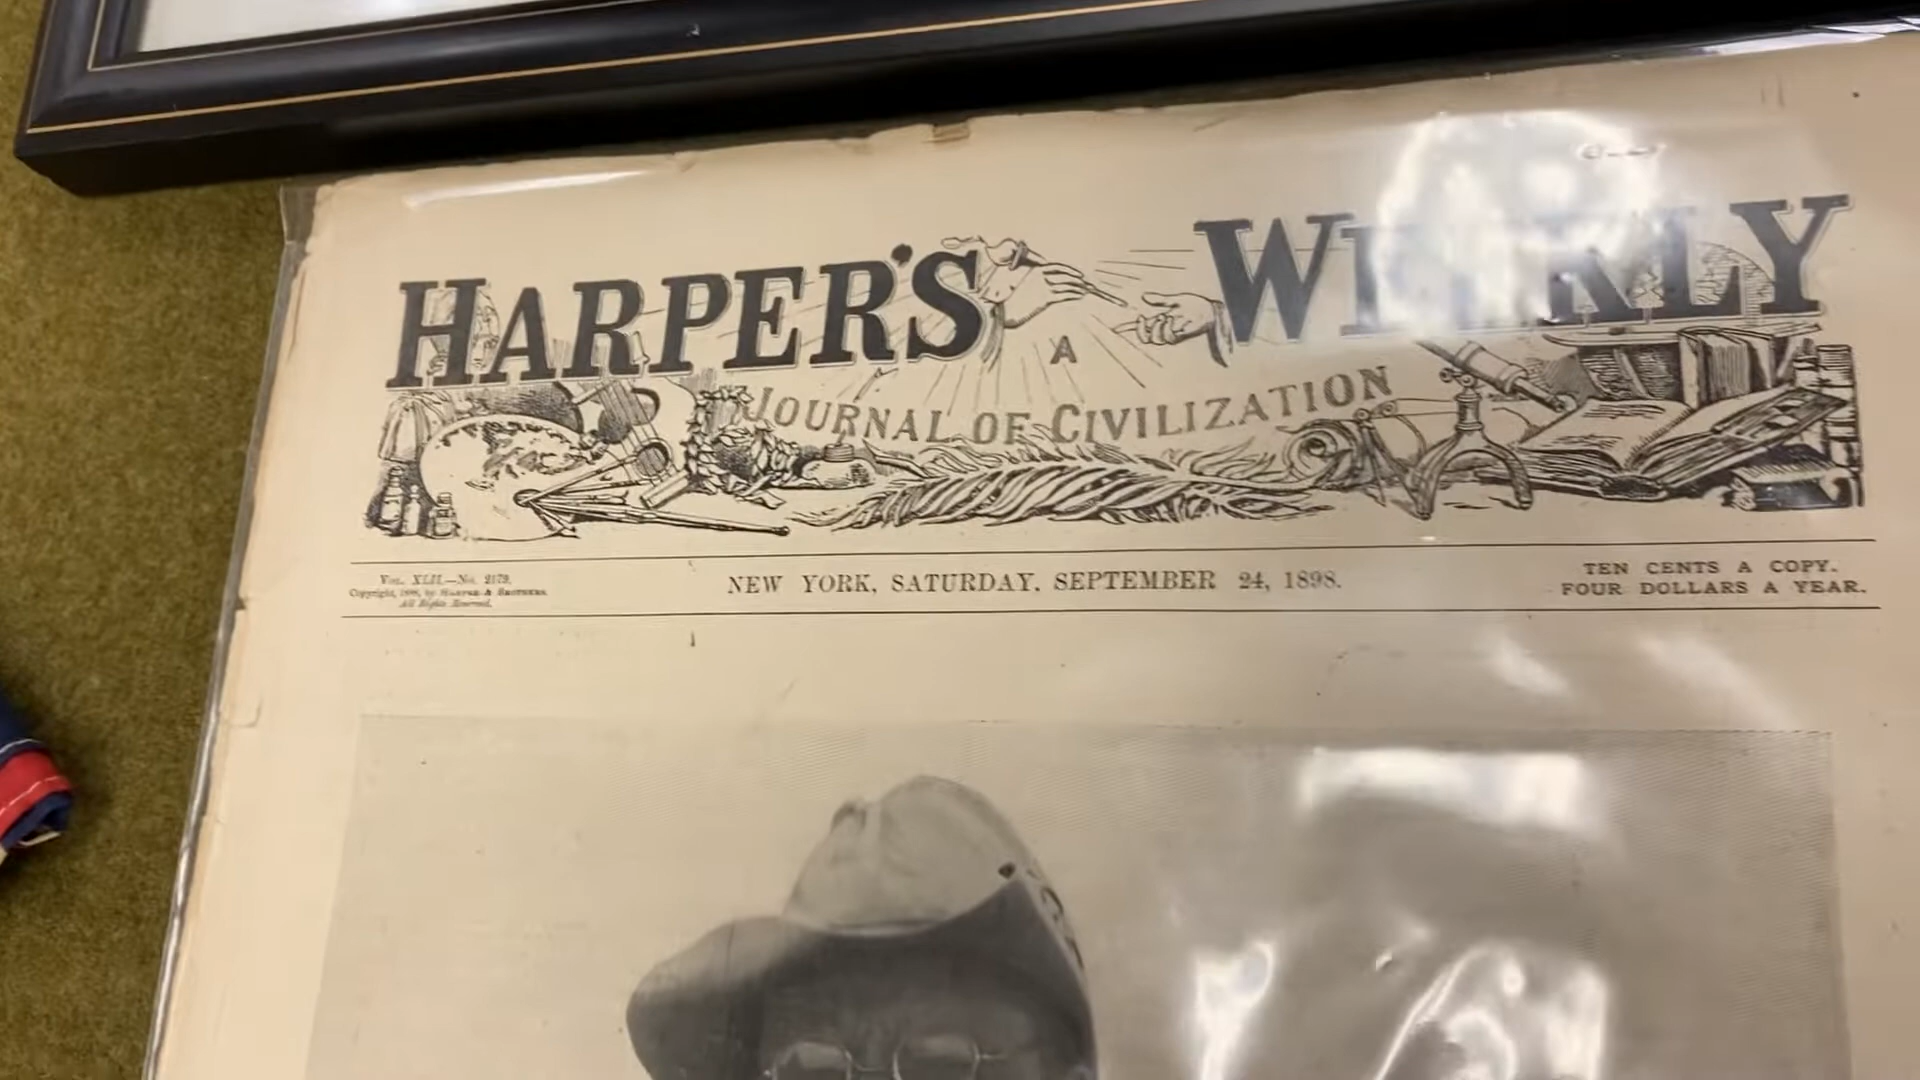 HARPER'S WEEKLY
A
JOURNAL OF CIVILIZATION
VOL. XLII.—No. 2179.
Copyright, 1898, by HARPER & BROTHERS.
All Rights Reserved.
NEW YORK, SATURDAY, SEPTEMBER 24, 1898.
TEN CENTS A COPY.
FOUR DOLLARS A YEAR.